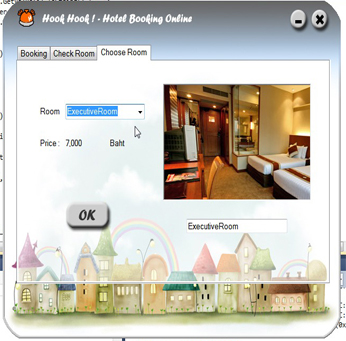 Hook Hook ! - Hotel Booking Online
Booking
Check Room
Choose Room
Room
ExecutiveRoom
Price :
7,000
Baht
OK
ExecutiveRoom